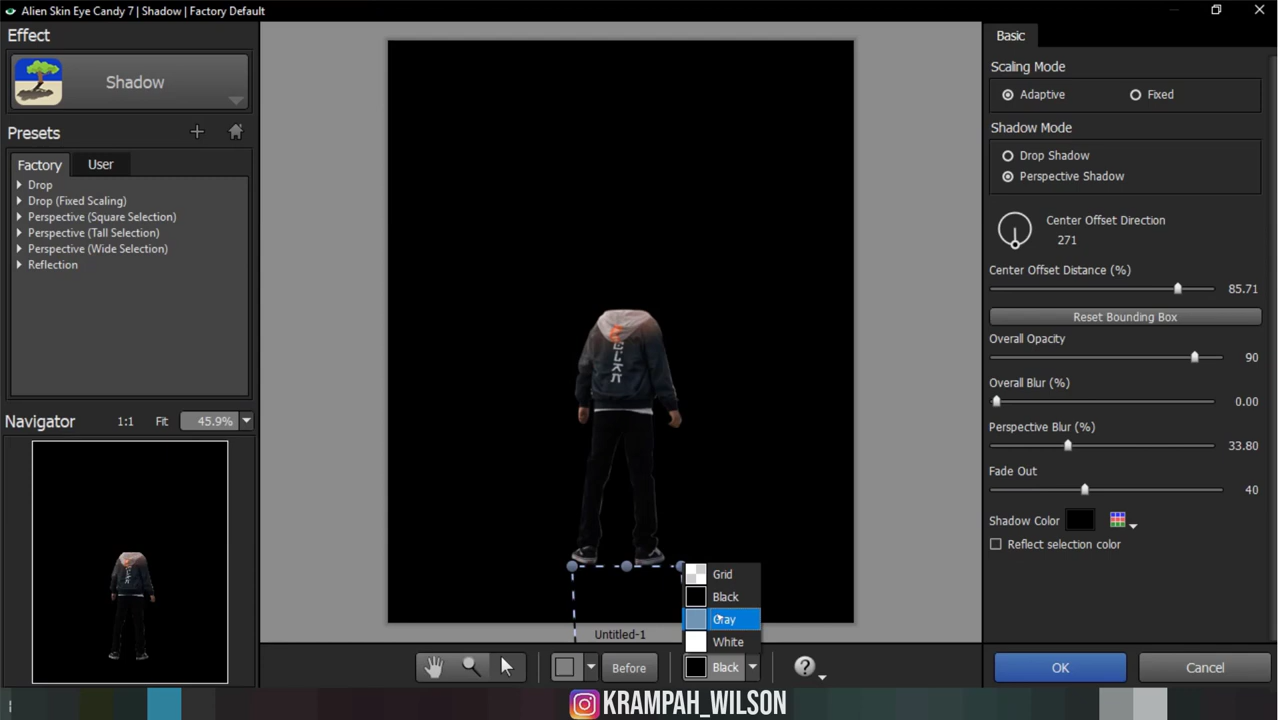 Alien Skin Eye Candy 7 | Shadow | Factory Default
Effect
Shadow
Presets
Factory User
Drop
Drop (Fixed Scaling)
Perspective (Square Selection)
Perspective (Tall Selection)
Perspective (Wide Selection)
Reflection
Navigator 1:1 Fit 45.9%
Grid
Black
Gray
White
Untitled-1
Before
Black
Basic
Scaling Mode
Adaptive Fixed
Shadow Mode
Drop Shadow
Perspective Shadow
Center Offset Direction
271
Center Offset Distance (%)
85.71
Reset Bounding Box
Overall Opacity
90
Overall Blur (%)
0.00
Perspective Blur (%)
33.80
Fade Out
40
Shadow Color
Reflect selection color
OK Cancel
KRAMPAH_WILSON